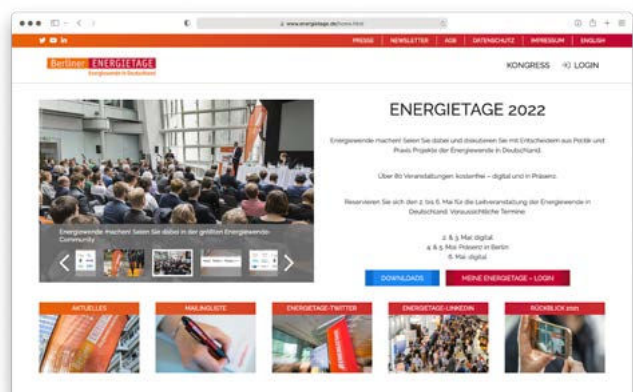 www.energietage.de/home.html
PRESSE NEWSLETTER AGB DATENSCHUTZ IMPRESSUM ENGLISH
Berliner ENERGIETAGE
Energiewende in Deutschland
KONGRESS LOGIN
ENERGIETAGE 2022
Energiewende machen! Seien Sie dabei und diskutieren Sie mit Entscheidern aus Politik und
Praxis Projekte der Energiewende in Deutschland.
Über 80 Veranstaltungen kostenfrei – digital und in Präsenz.
Reservieren Sie sich den 2. bis 6. Mai für die Leitveranstaltung der Energiewende in
Deutschland. Voraussichtliche Termine:
2. & 3. Mai: digital
4. & 5. Mai: Präsenz in Berlin
6. Mai: digital
Energiewende machen! Seien Sie dabei in der größten Energiewende-
Community
DOWNLOADS MEINE ENERGIETAGE – LOGIN
AKTUELLES MAILINGLISTE ENERGIETAGE-TWITTER ENERGIETAGE-LINKEDIN RÜCKBLICK 2021